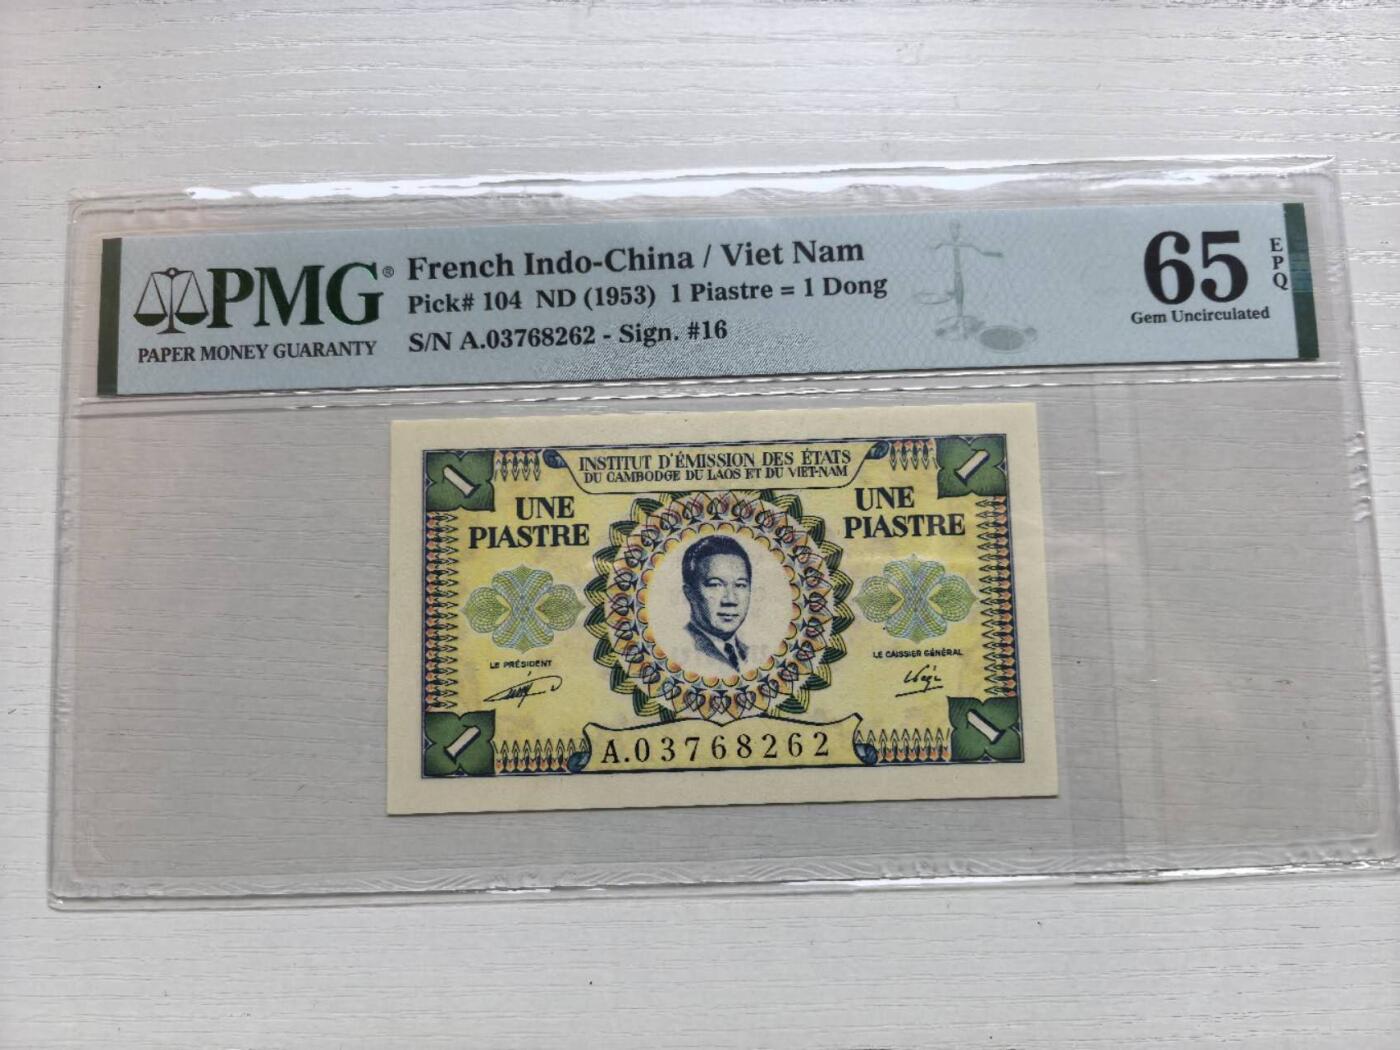 PMG®
PAPER MONEY GUARANTY
French Indo-China / Viet Nam
Pick# 104 ND (1953) 1 Piastre = 1 Dong
S/N A.03768262 - Sign. #16
65
EPQ
Gem Uncirculated
1
INSTITUT D'ÉMISSION DES ÉTATS
DU CAMBODGE DU LAOS ET DU VIET-NAM
1
UNE
PIASTRE
UNE
PIASTRE
LE PRÉSIDENT
LE CAISSIER GÉNÉRAL
1
A.03768262
1